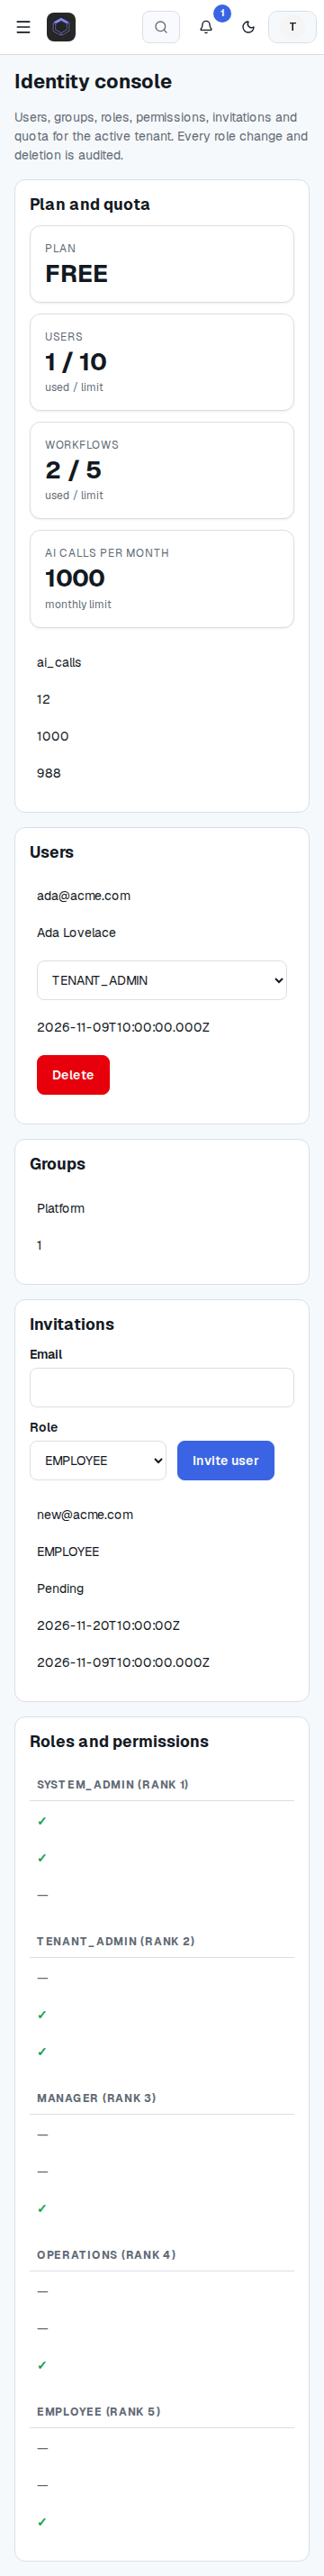 1
T
Identity console
Users, groups, roles, permissions, invitations and
quota for the active tenant. Every role change and
deletion is audited.
Plan and quota
PLAN
FREE
USERS
1 / 10
used / limit
WORKFLOWS
2 / 5
used / limit
AI CALLS PER MONTH
1000
monthly limit
ai_calls
12
1000
988
Users
ada@acme.com
Ada Lovelace
TENANT_ADMIN
2026-11-09T10:00:00.000Z
Delete
Groups
Platform
1
Invitations
Email
Role
EMPLOYEE
Invite user
new@acme.com
EMPLOYEE
Pending
2026-11-20T10:00:00Z
2026-11-09T10:00:00.000Z
Roles and permissions
SYSTEM_ADMIN (RANK 1)
✓
✓
—
TENANT_ADMIN (RANK 2)
—
✓
✓
MANAGER (RANK 3)
—
—
✓
OPERATIONS (RANK 4)
—
—
✓
EMPLOYEE (RANK 5)
—
—
✓